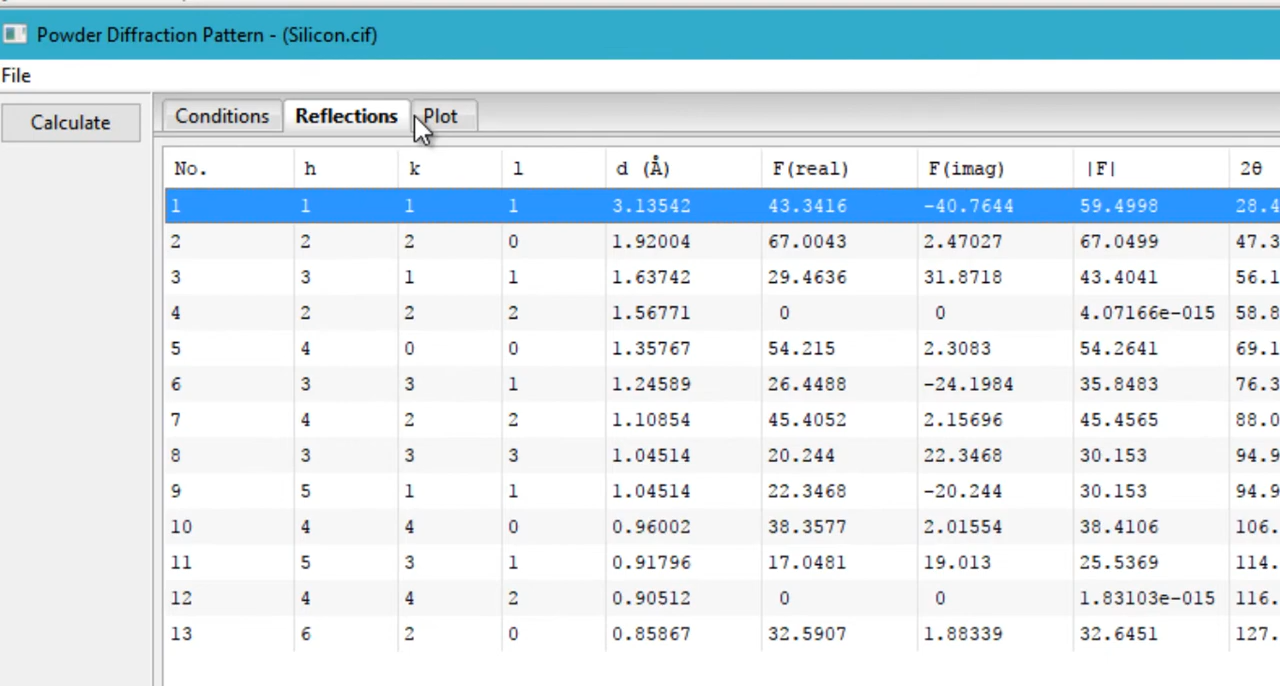 Powder Diffraction Pattern - (Silicon.cif)
File
Calculate Conditions Reflections Plot
No. h k l d (Å) F(real) F(imag) |F| 2θ
1 1 1 1 3.13542 43.3416 -40.7644 59.4998 28.4
2 2 2 0 1.92004 67.0043 2.47027 67.0499 47.3
3 3 1 1 1.63742 29.4636 31.8718 43.4041 56.1
4 2 2 2 1.56771 0 0 4.07166e-015 58.8
5 4 0 0 1.35767 54.215 2.3083 54.2641 69.1
6 3 3 1 1.24589 26.4488 -24.1984 35.8483 76.3
7 4 2 2 1.10854 45.4052 2.15696 45.4565 88.0
8 3 3 3 1.04514 20.244 22.3468 30.153 94.9
9 5 1 1 1.04514 22.3468 -20.244 30.153 94.9
10 4 4 0 0.96002 38.3577 2.01554 38.4106 106.
11 5 3 1 0.91796 17.0481 19.013 25.5369 114.
12 4 4 2 0.90512 0 0 1.83103e-015 116.
13 6 2 0 0.85867 32.5907 1.88339 32.6451 127.